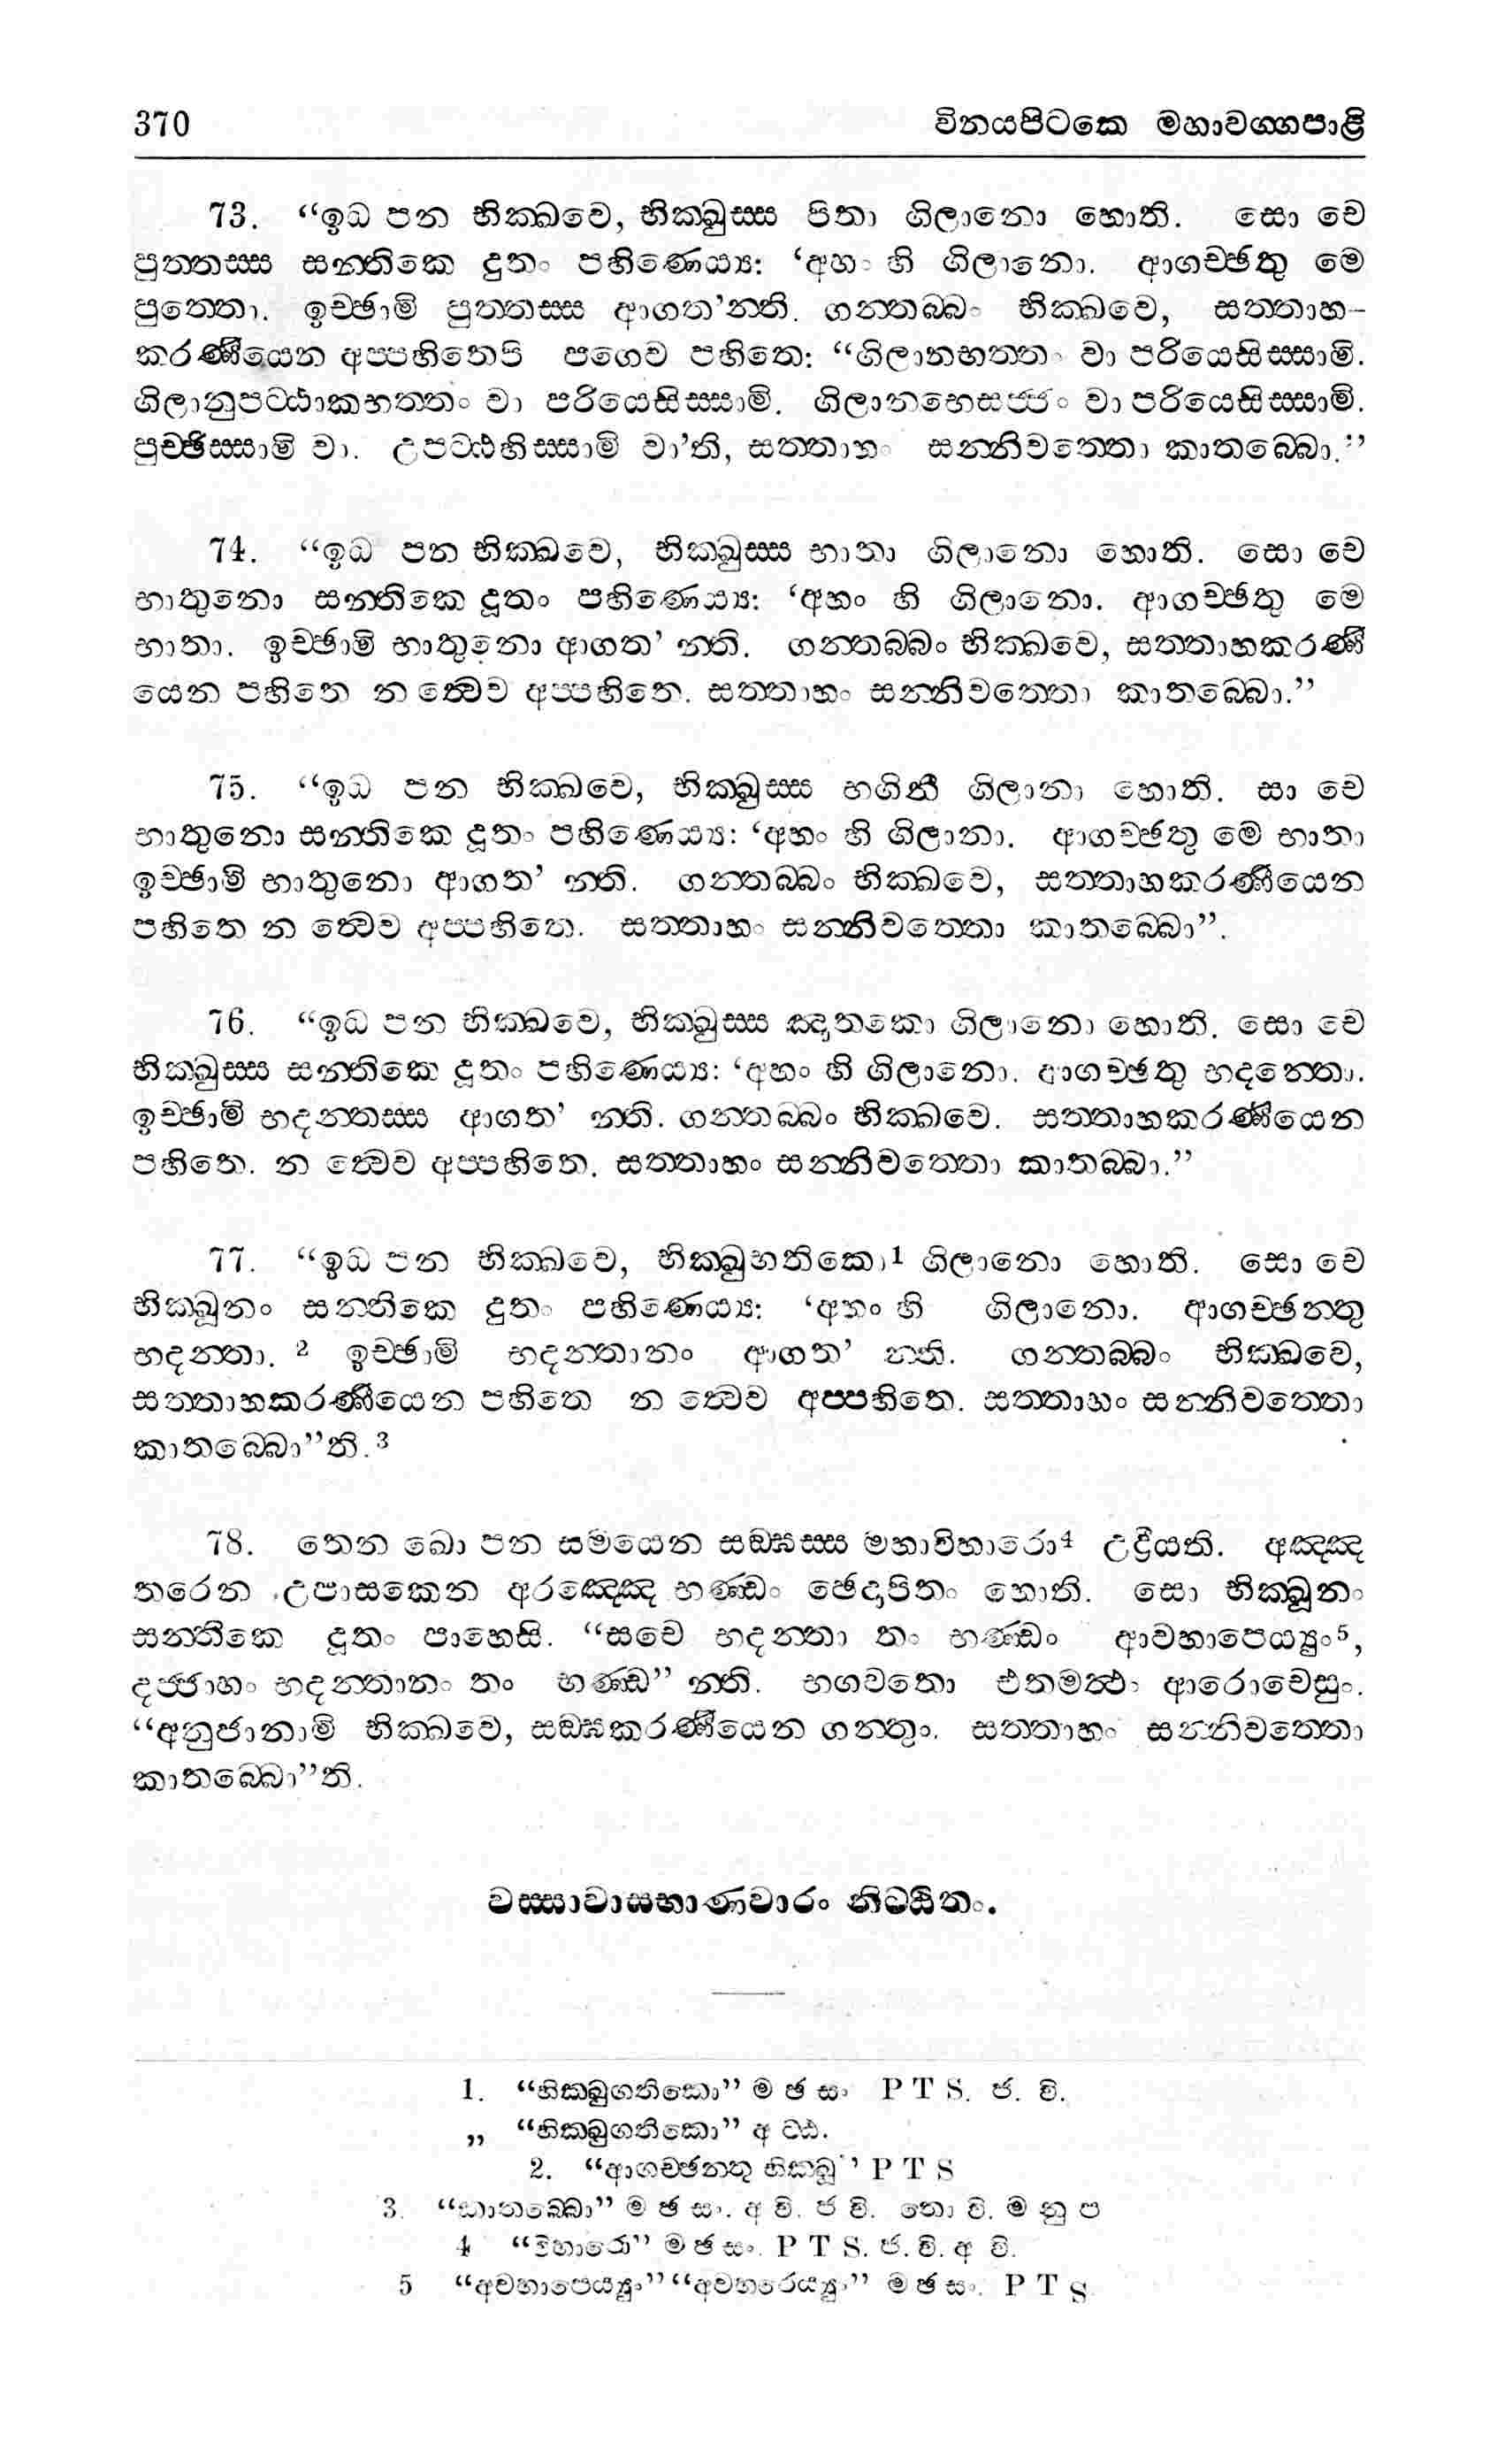 370 විනයපිටකෙ මහාවග්ගපාළි
73. “ඉධ පන භික්ඛවෙ, භික්ඛුස්ස පිතා ගිලානො හොති. සො චෙ
පුත්තස්ස සන්තිකෙ දුතං පහිණෙය්‍ය: ‘අහං හි ගිලානො. ආගච්ඡතු මෙ
පුත්තො. ඉච්ඡාමි පුත්තස්ස ආගත’න්ති. ගන්තබ්බං භික්ඛවෙ, සත්තාහ-
කරණීයෙන අප්පහිතෙපි පගෙව පහිතෙ: “ගිලානභත්තං වා පරියෙසිස්සාමි.
ගිලානුපට්ඨාකභත්තං වා පරියෙසිස්සාමි. ගිලානභෙසජ්ජං වා පරියෙසිස්සාමි.
පුච්ඡිස්සාමි වා. උපට්ඨහිස්සාමි වා’ති, සත්තාහං සන්නිවත්තො කාතබ්බො.”
74. “ඉධ පන භික්ඛවෙ, භික්ඛුස්ස භාතා ගිලානො හොති. සො චෙ
භාතුනො සන්තිකෙ දූතං පහිණෙය්‍ය: ‘අහං හි ගිලානො. ආගච්ඡතු මෙ
භාතා. ඉච්ඡාමි භාතුනො ආගත’ න්ති. ගන්තබ්බං භික්ඛවෙ, සත්තාහකරණී
යෙන පහිතෙ න ත්වෙව අප්පහිතෙ. සත්තාහං සන්නිවත්තො කාතබ්බො.”
75. “ඉධ පන භික්ඛවෙ, භික්ඛුස්ස භගිනී ගිලානා හොති. සා චෙ
භාතුනො සන්තිකෙ දූතං පහිණෙය්‍ය: ‘අහං හි ගිලානා. ආගච්ඡතු මෙ භාතා
ඉච්ඡාමි භාතුනො ආගත’ න්ති. ගන්තබ්බං භික්ඛවෙ, සත්තාහකරණීයෙන
පහිතෙ න ත්වෙව අප්පහිතෙ. සත්තාහං සන්නිවත්තො කාතබ්බො”.
76. “ඉධ පන භික්ඛවෙ, භික්ඛුස්ස ඤාතකො ගිලානො හොති. සො චෙ
භික්ඛුස්ස සන්තිකෙ දූතං පහිණෙය්‍ය: ‘අහං හි ගිලානො. ආගච්ඡතු භදන්තො.
ඉච්ඡාමි භදන්තස්ස ආගත’ න්ති. ගන්තබ්බං භික්ඛවෙ. සත්තාහකරණීයෙන
පහිතෙ. න ත්වෙව අප්පහිතෙ. සත්තාහං සන්නිවත්තො කාතබ්බා.”
77. “ඉධ පන භික්ඛවෙ, භික්ඛුභතිකො¹ ගිලානො හොති. සො චෙ
භික්ඛූනං සන්තිකෙ දූතං පහිණෙය්‍ය: ‘අහං හි ගිලානො. ආගච්ඡන්තු
භදන්තා. ² ඉච්ඡාමි භදන්තානං ආගත’ න්ති. ගන්තබ්බං භික්ඛවෙ,
සත්තාහකරණීයෙන පහිතෙ න ත්වෙව අප්පහිතෙ. සත්තාහං සන්නිවත්තො
කාතබ්බො”ති.³
78. තෙන ඛො පන සමයෙන සඞ්ඝස්ස මහාවිහාරො⁴ උද්‍රීයති. අඤ්ඤ
තරෙන උපාසකෙන අරඤ්ඤෙ භණ්ඩං ඡෙදාපිතං හොති. සො භික්ඛූනං
සන්තිකෙ දූතං පාහෙසි. “සචෙ භදන්තා තං භණ්ඩං ආවහාපෙය්‍යුං⁵,
දජ්ජාහං භදන්තානං තං භණ්ඩ” න්ති. භගවතො එතමත්ථං ආරොචෙසුං.
“අනුජානාමි භික්ඛවෙ, සඞ්ඝකරණීයෙන ගන්තුං. සත්තාහං සන්නිවත්තො
කාතබ්බො”ති.
වස්සාවාසභාණවාරං නිට්ඨිතං.
1. “භික්ඛුගතිකො” ම ඡ සං P T S. ජ. වි.
„ “භික්ඛුගතිකො” අ ට්ඨ.
2. “ආගච්ඡන්තු භික්ඛූ” P T S
3. “කාතබ්බො” ම ඡ සං. අ වි. ජ වි. තො වි. ම නු ප
4 “විහාරො” ම ඡ සං. P T S. ජ. වි. අ වි.
5 “අවහාපෙය්‍යුං” “අවහරෙය්‍යුං” ම ඡ සං. P T S